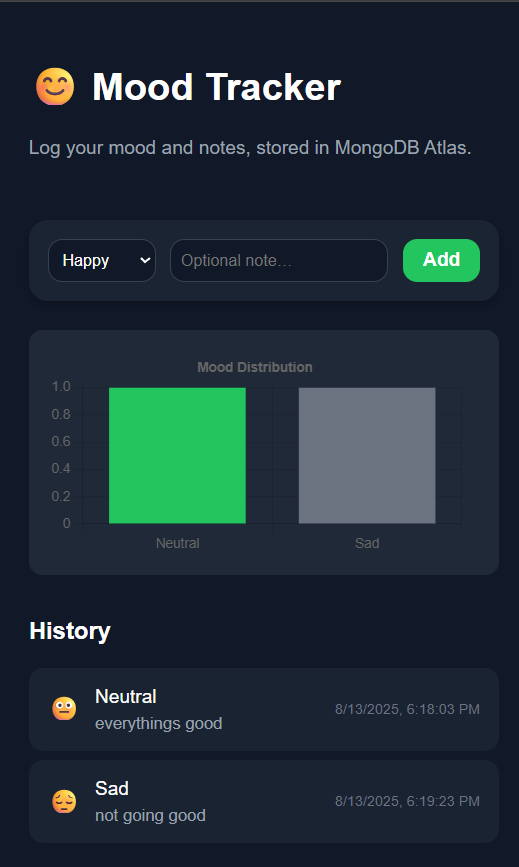 😊 Mood Tracker
Log your mood and notes, stored in MongoDB Atlas.
Happy Optional note... Add
Mood Distribution
1.0
0.8
0.6
0.4
0.2
0
Neutral Sad
History
Neutral
everythings good 8/13/2025, 6:18:03 PM
Sad
not going good 8/13/2025, 6:19:23 PM